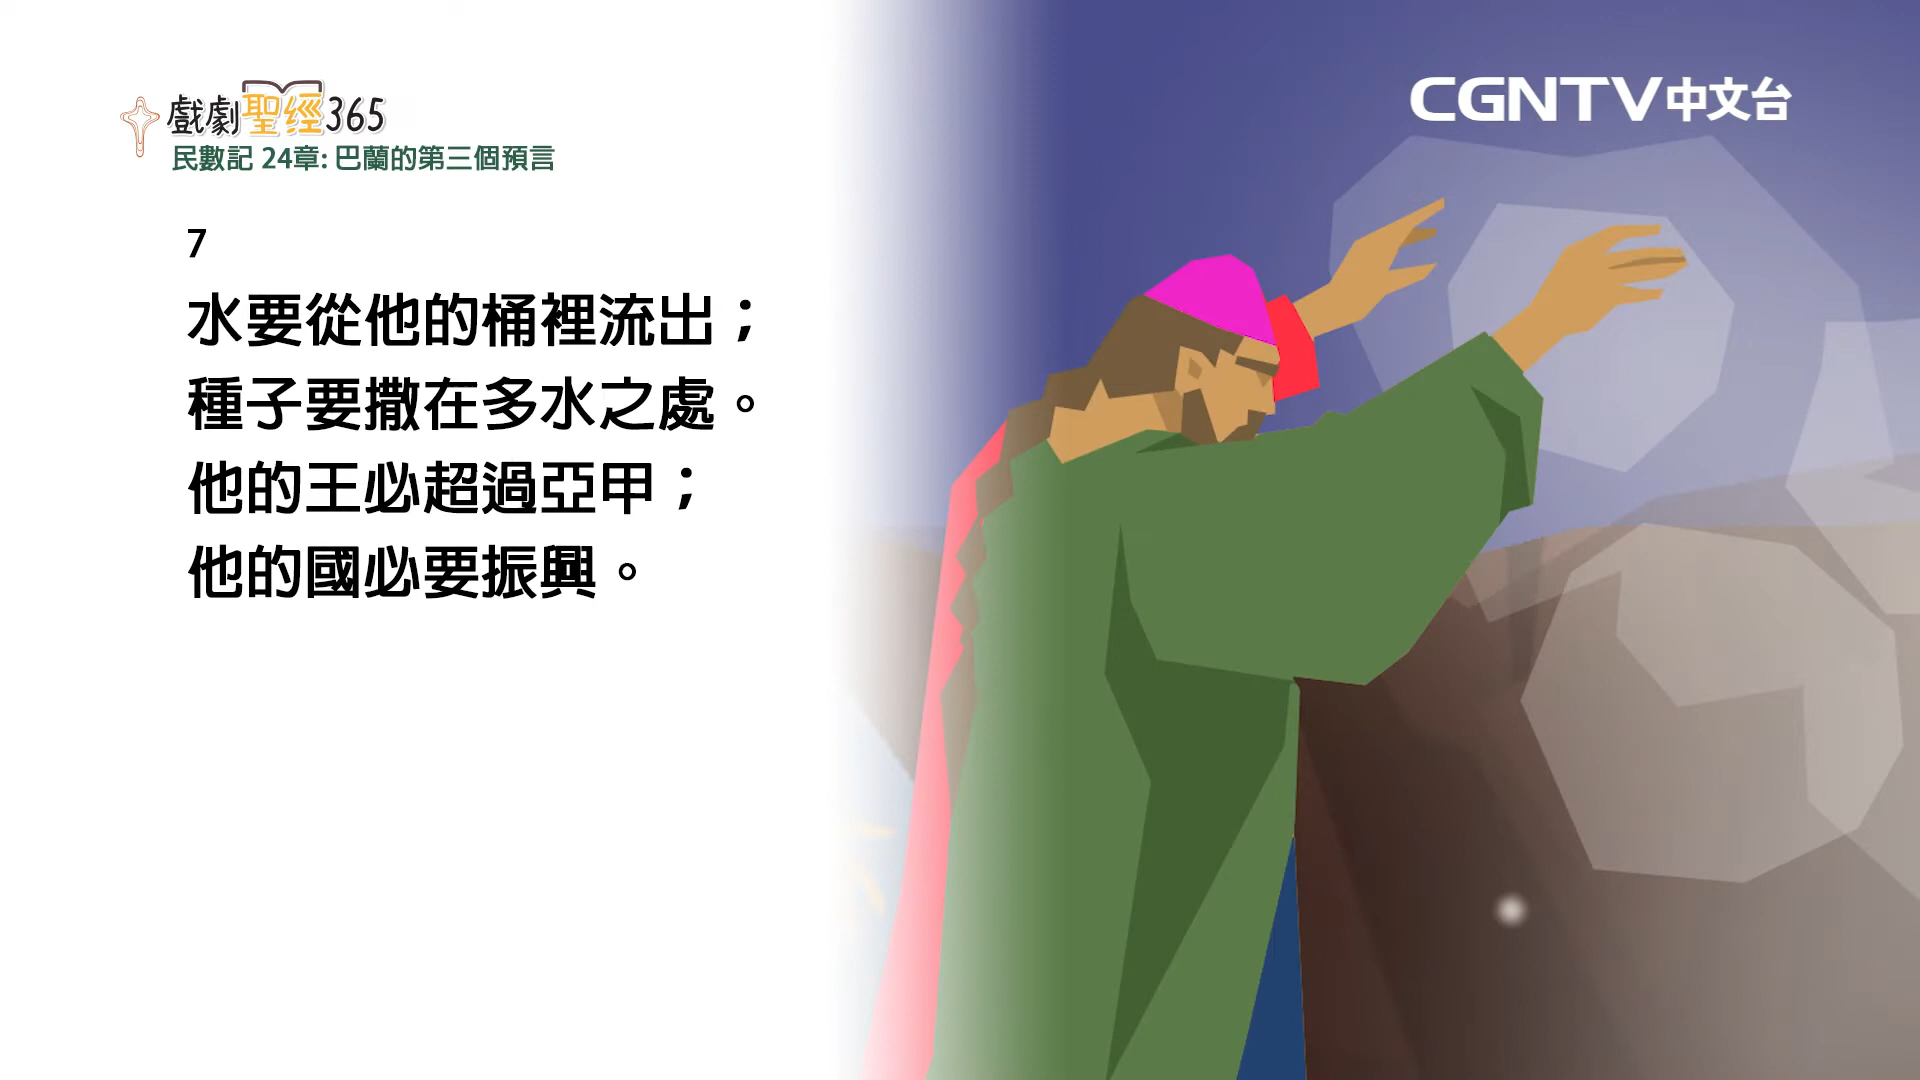 戲劇聖經365
CGNTV中文台
民數記 24章: 巴蘭的第三個預言
7
水要從他的桶裡流出；
種子要撒在多水之處。
他的王必超過亞甲；
他的國必要振興。